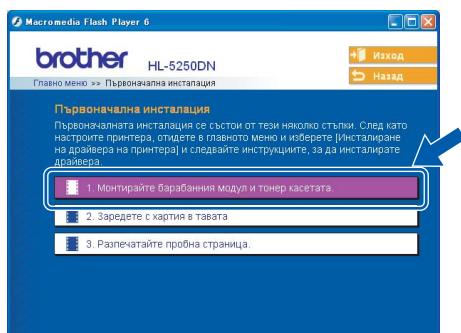 Macromedia Flash Player 6
brother HL-5250DN
Изход
Главно меню >> Първоначална инсталация
Назад
Първоначална инсталация
Първоначалната инсталация се състои от тези няколко стъпки. След като
настроите принтера, отидете в главното меню и изберете [Инсталиране
на драйвера на принтера] и следвайте инструкциите, за да инсталирате
драйвера.
1. Монтирайте барабанния модул и тонер касетата.
2. Заредете с хартия в тавата
3. Разпечатайте пробна страница.